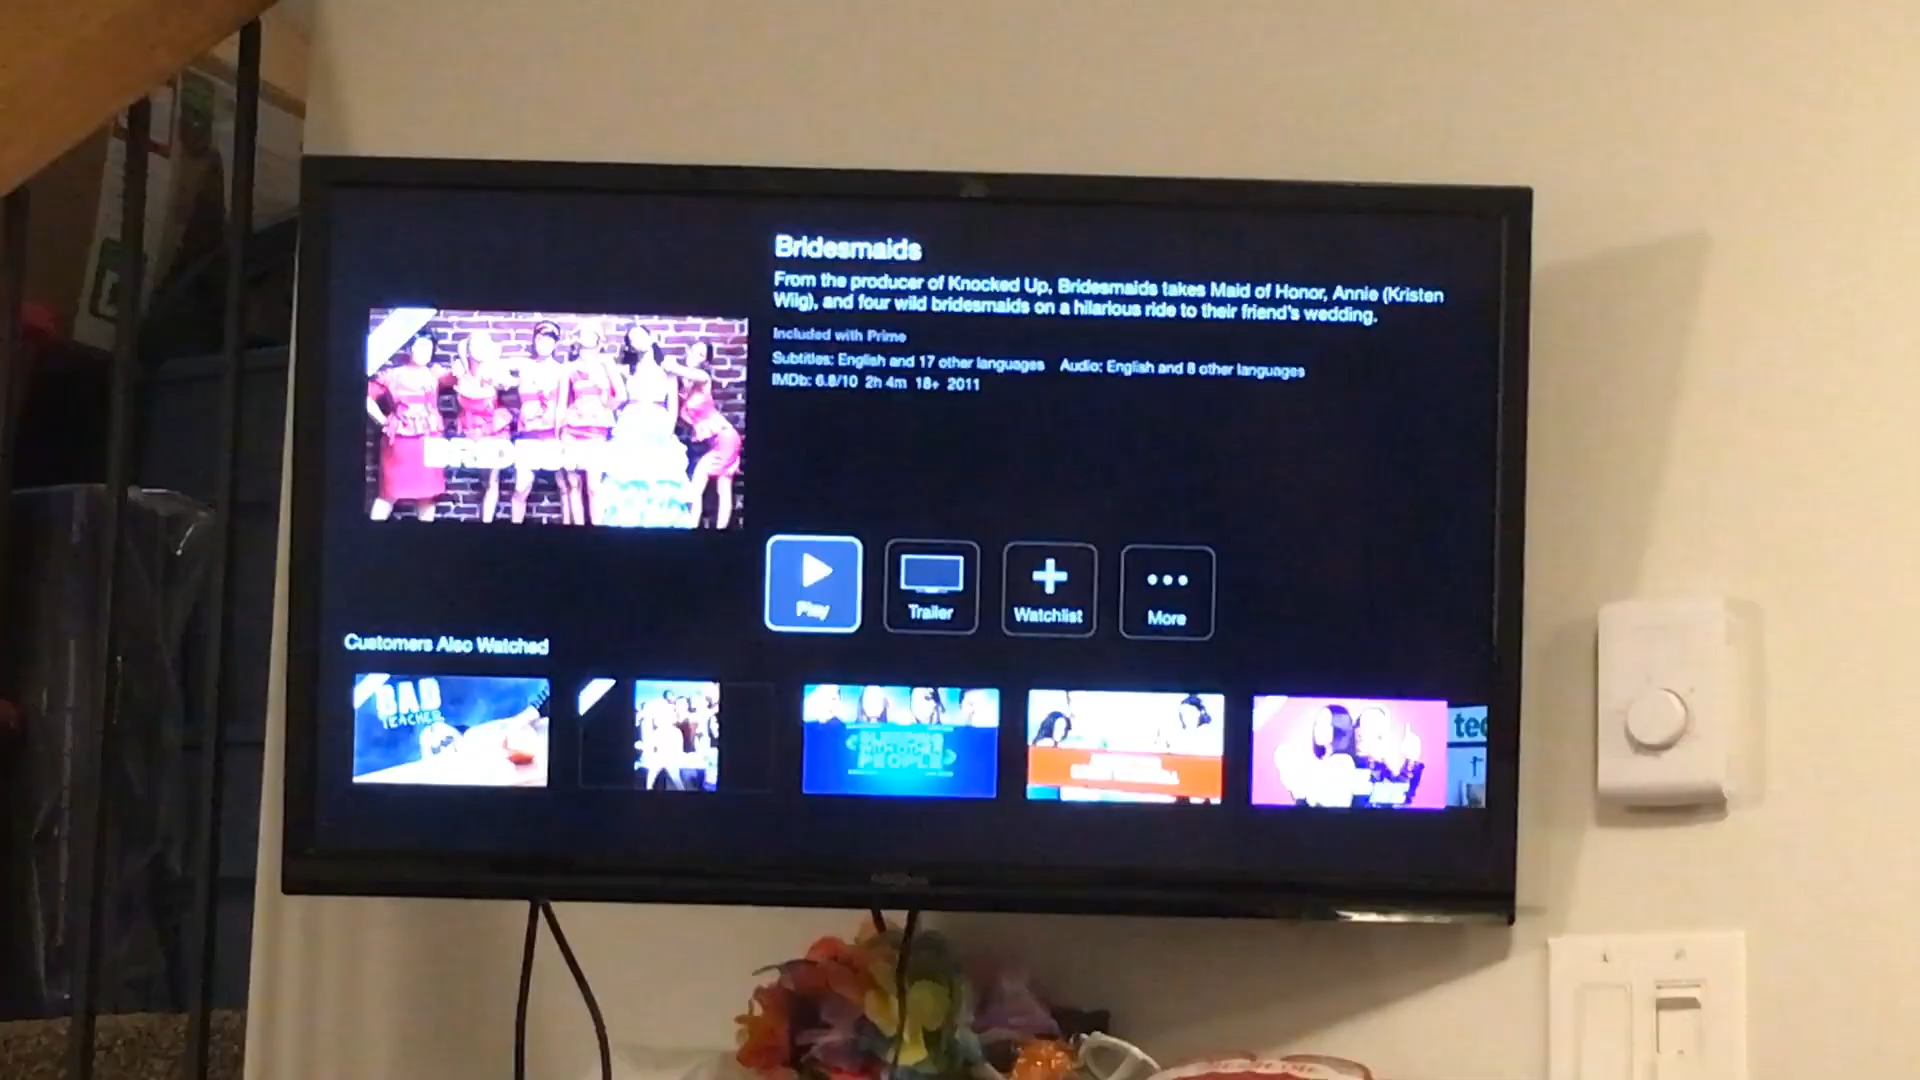 Bridesmaids
From the producer of Knocked Up, Bridesmaids takes Maid of Honor, Annie (Kristen
Wiig), and four wild bridesmaids on a hilarious ride to their friend's wedding.
Included with Prime
Subtitles: English and 17 other languages Audio: English and 8 other languages
IMDb: 6.8/10 2h 4m 18+ 2011
Play
Trailer
Watchlist
More
Customers Also Watched
BAD
TEACHER
PEOPLE